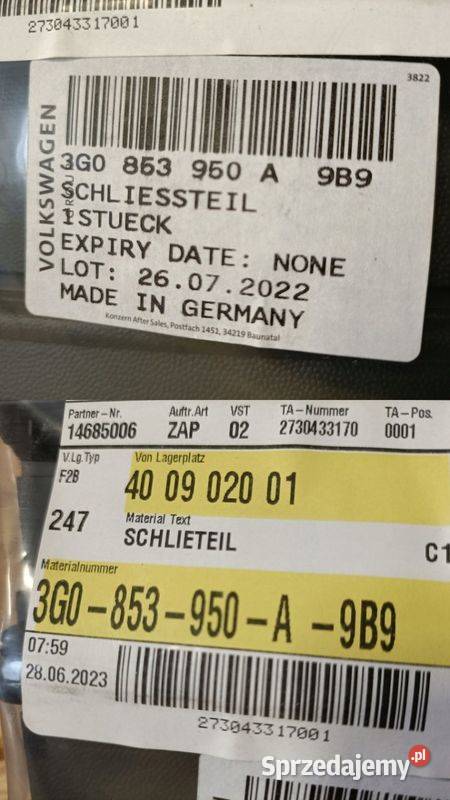 273043317001
3822
VOLKSWAGEN
3G0 853 950 A 9B9
SCHLIESSTEIL
1STUECK
EXPIRY DATE: NONE
LOT: 26.07.2022
MADE IN GERMANY
Konzern After Sales, Postfach 1451, 34219 Baunatal
Partner-Nr. Auftr.Art VST TA-Nummer TA-Pos.
14685006 ZAP 02 2730433170 0001
V.Lg.Typ Von Lagerplatz
F2B 40 09 020 01
247 Material Text
SCHLIETEIL C1
Materialnummer
3G0-853-950-A -9B9
07:59
28.06.2023
273043317001
Sprzedajemy.pl